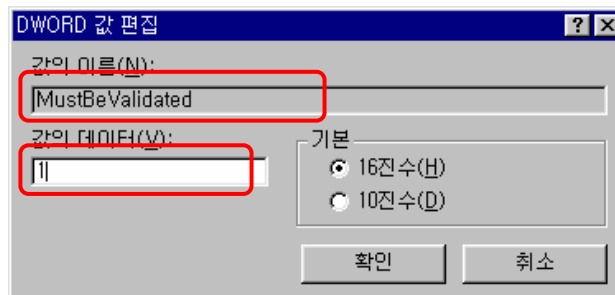 DWORD 값 편집
값의 이름(N):
MustBeValidated
값의 데이터(V):
1
기본
16진수(H)
10진수(D)
확인
취소